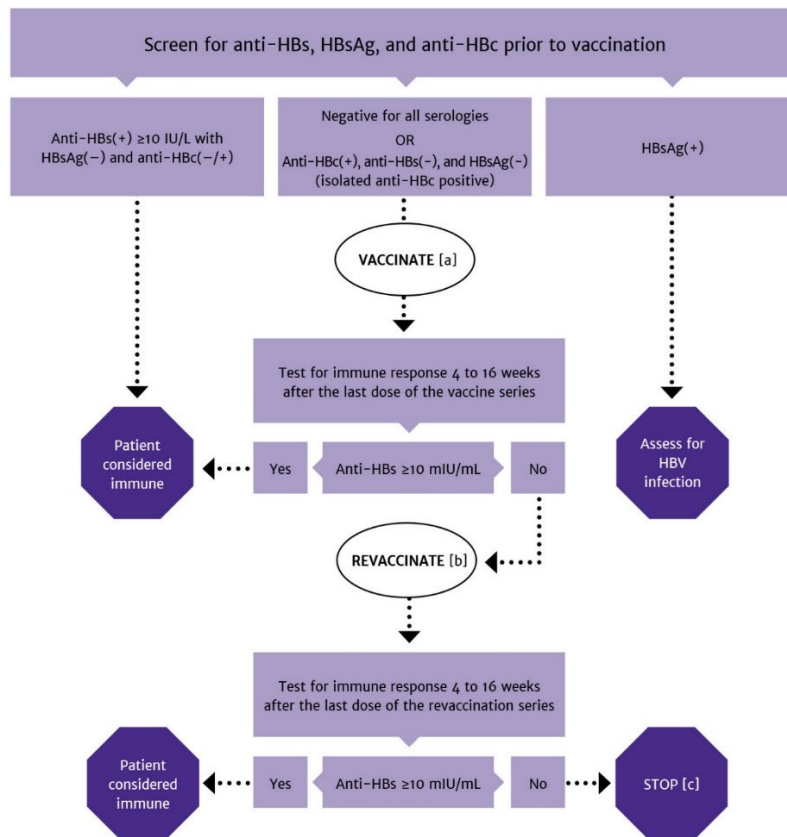 Screen for anti-HBs, HBsAg, and anti-HBc prior to vaccination
Anti-HBs(+) ≥10 IU/L with
HBsAg(−) and anti-HBc(−/+)
Negative for all serologies
OR
Anti-HBc(+), anti-HBs(-), and HBsAg(-)
(isolated anti-HBc positive)
HBsAg(+)
VACCINATE [a]
Test for immune response 4 to 16 weeks
after the last dose of the vaccine series
Patient
considered
immune
Yes
Anti-HBs ≥10 mIU/mL
No
Assess for
HBV
infection
REVACCINATE [b]
Test for immune response 4 to 16 weeks
after the last dose of the revaccination series
Patient
considered
immune
Yes
Anti-HBs ≥10 mIU/mL
No
STOP [c]